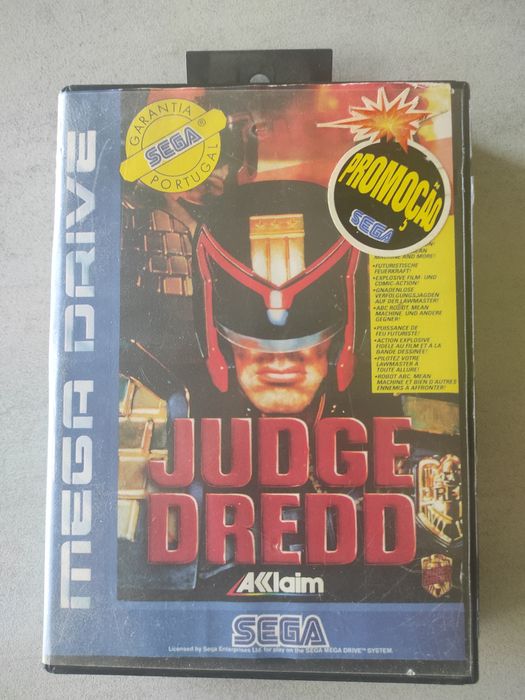 MEGA DRIVE
GARANTIA
SEGA®
PORTUGAL
PROMOÇÃO
SEGA
MACHINE AND MORE!
•FUTURISTISCHE
FEUERKRAFT!
•EXPLOSIVE FILM- UND
COMIC-ACTION!
•GNADENLOSE
VERFOLGUNGSJAGDEN
AUF DER LAWMASTER!
•ABC ROBOT, MEAN
MACHINE, UND ANDERE
GEGNER!
•PUISSANCE DE
FEU FUTURISTE!
•ACTION EXPLOSIVE
FIDELE AU FILM ET A LA
BANDE DESSINEE!
•PILOTEZ VOTRE
LAWMASTER A
TOUTE ALLURE!
•ROBOT ABC, MEAN
MACHINE ET BIEN D'AUTRES
ENNEMIS A AFFRONTER!
JUDGE
DREDD
AKlaim
SEGA
Licensed by Sega Enterprises Ltd. for play on the SEGA MEGA DRIVE™ SYSTEM.